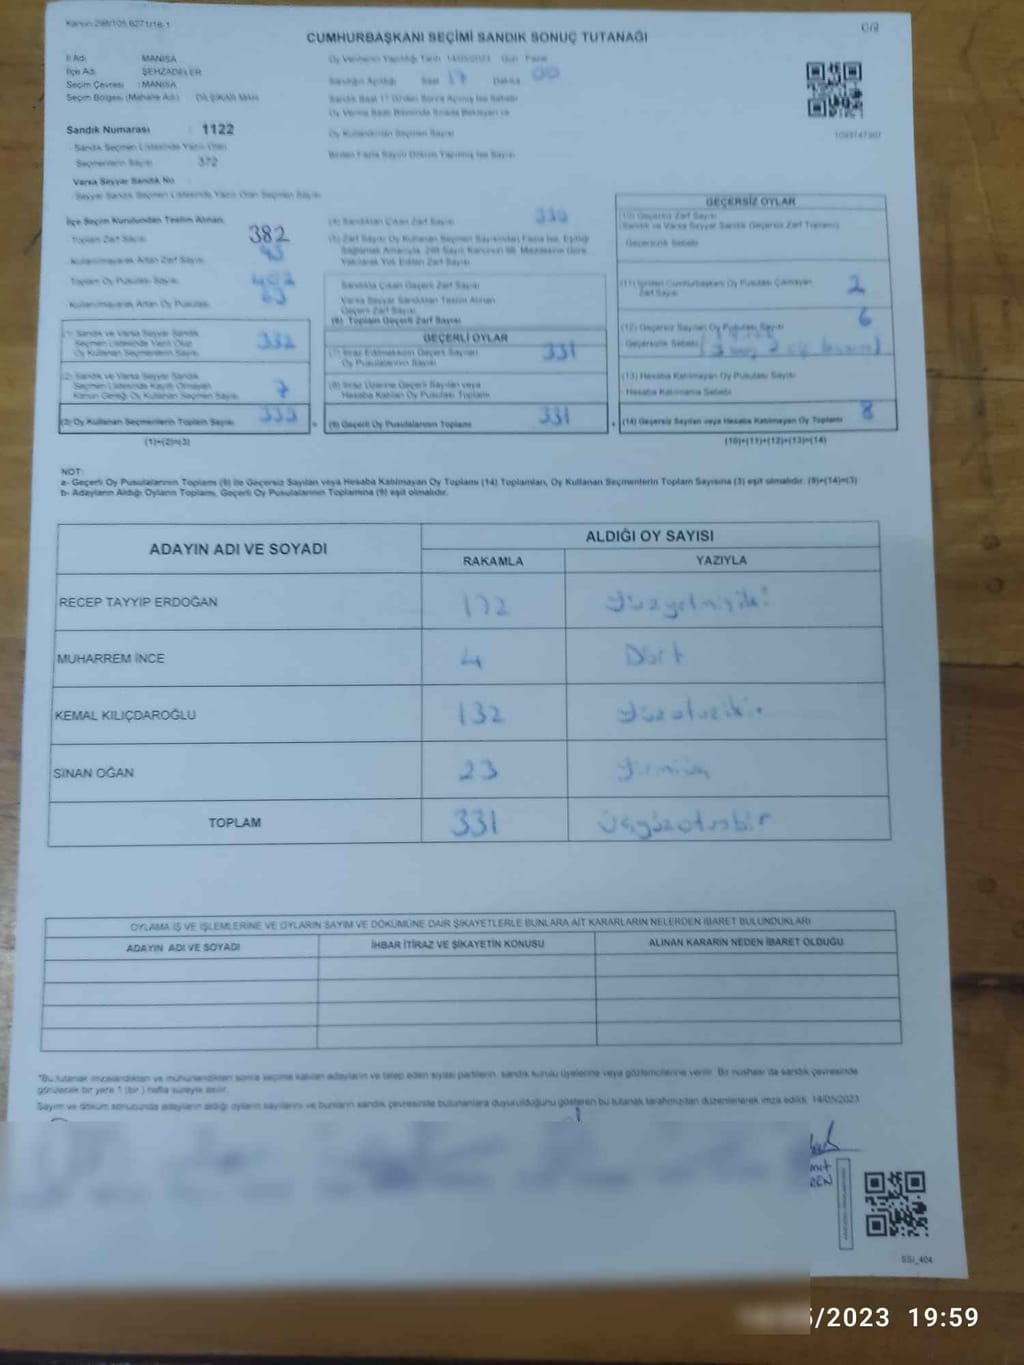 Kanun 298/105,6271/16-1
C/2
CUMHURBAŞKANI SEÇİMİ SANDIK SONUÇ TUTANAĞI
İl Adı : MANİSA
İlçe Adı : ŞEHZADELER
Seçim Çevresi : MANİSA
Seçim Bölgesi (Mahalle Adı) : DİLŞİKAR MAH.
Sandık Numarası : 1122
Sandık Seçmen Listesinde Yazılı Olan
Seçmenlerin Sayısı : 372
Varsa Seyyar Sandık No
Seyyar Sandık Seçmen Listesinde Yazılı Olan Seçmen Sayısı
Oy Vermenin Yapıldığı Tarih 14/05/2023 Gün Pazar
Sandığın Açıldığı Saat 17 Dakika 00
Sandık Saat 17.00'den Sonra Açılmış İse Sebebi
Oy Kullandırılan Seçmen Sayısı
Birden Fazla Sayım Döküm Yapılmış İse Sayısı
İlçe Seçim Kurulundan Teslim Alınan
Toplam Zarf Sayısı 382
Kullanılmayarak Artan Zarf Sayısı
Toplam Oy Pusulası Sayısı
Kullanılmayarak Artan Oy Pusulası 63
(1) Sandık ve Varsa Seyyar Sandık
Seçmen Listesinde Yazılı Olup
Oy Kullanan Seçmenlerin Sayısı 332
(2) Sandık ve Varsa Seyyar Sandık
Seçmen Listesinde Kayıtlı Olmayan
Kanun Gereği Oy Kullanan Seçmen Sayısı 7
(3) Oy Kullanan Seçmenlerin Toplam Sayısı
(1)+(2)=(3)
(4) Sandıktan Çıkan Zarf Sayısı
(5) Zarf Sayısı Oy Kullanan Seçmen Sayısından Fazla İse, Eşitliği
Sağlamak Amacıyla, 298 Sayılı Kanunun 98. Maddesine Göre
Yakılarak Yok Edilen Zarf Sayısı
Sandıkta Çıkan Geçerli Zarf Sayısı
Varsa Seyyar Sandıktan Teslim Alınan
Geçerli Zarf Sayısı
(6) Toplam Geçerli Zarf Sayısı
GEÇERLİ OYLAR
(7) İtiraz Edilmeksizin Geçerli Sayılan
Oy Pusulalarının Sayısı 331
(8) İtiraz Üzerine Geçerli Sayılan veya
Hesaba Katılan Oy Pusulası Toplamı
(9) Geçerli Oy Pusulalarının Toplamı 331
GEÇERSİZ OYLAR
(10) Geçersiz Zarf Sayısı
(Sandık ve Varsa Seyyar Sandık Geçersiz Zarf Toplamı)
Geçersizlik Sebebi
(11) İçinden Cumhurbaşkanı Oy Pusulası Çıkmayan
Zarf Sayısı 2
(12) Geçersiz Sayılan Oy Pusulası Sayısı 6
Geçersizlik Sebebi
(13) Hesaba Katılmayan Oy Pusulası Sayısı
Hesaba Katılmama Sebebi
(14) Geçersiz Sayılan veya Hesaba Katılmayan Oy Toplamı 8
(10)+(11)+(12)+(13)=(14)
NOT:
a- Geçerli Oy Pusulalarının Toplamı (9) ile Geçersiz Sayılan veya Hesaba Katılmayan Oy Toplamı (14) Toplamları, Oy Kullanan Seçmenlerin Toplam Sayısına (3) eşit olmalıdır. (9)+(14)=(3)
b- Adayların Aldığı Oyların Toplamı, Geçerli Oy Pusulalarının Toplamına (9) eşit olmalıdır.
ADAYIN ADI VE SOYADI ALDIĞI OY SAYISI
RAKAMLA YAZIYLA
RECEP TAYYİP ERDOĞAN 172 Yüzyetmişiki
MUHARREM İNCE 4 Dört
KEMAL KILIÇDAROĞLU 132 Yüzotuziki
SİNAN OĞAN 23 Yirmiüç
TOPLAM 331 Üçyüzotuzbir
OYLAMA İŞ VE İŞLEMLERİNE VE OYLARIN SAYIM VE DÖKÜMÜNE DAİR ŞİKAYETLERLE BUNLARA AİT KARARLARIN NELERDEN İBARET BULUNDUKLARI
ADAYIN ADI VE SOYADI İHBAR İTİRAZ VE ŞİKAYETİN KONUSU ALINAN KARARIN NEDEN İBARET OLDUĞU
*Bu tutanak imzalandıktan ve mühürlendikten sonra seçime katılan adayların ve talep eden siyasi partilerin, sandık kurulu üyelerine veya gözlemcilerine verilir. Bir nüshası da sandık çevresinde
görülecek bir yere 1 (bir) hafta süreyle asılır.
Sayım ve döküm sonucunda adayların aldığı oyların sayılarını ve bunların sandık çevresinde bulunanlara duyurulduğunu gösteren bu tutanak tarafımızdan düzenlenerek imza edildi. 14/05/2023
SSI_404
/2023 19:59